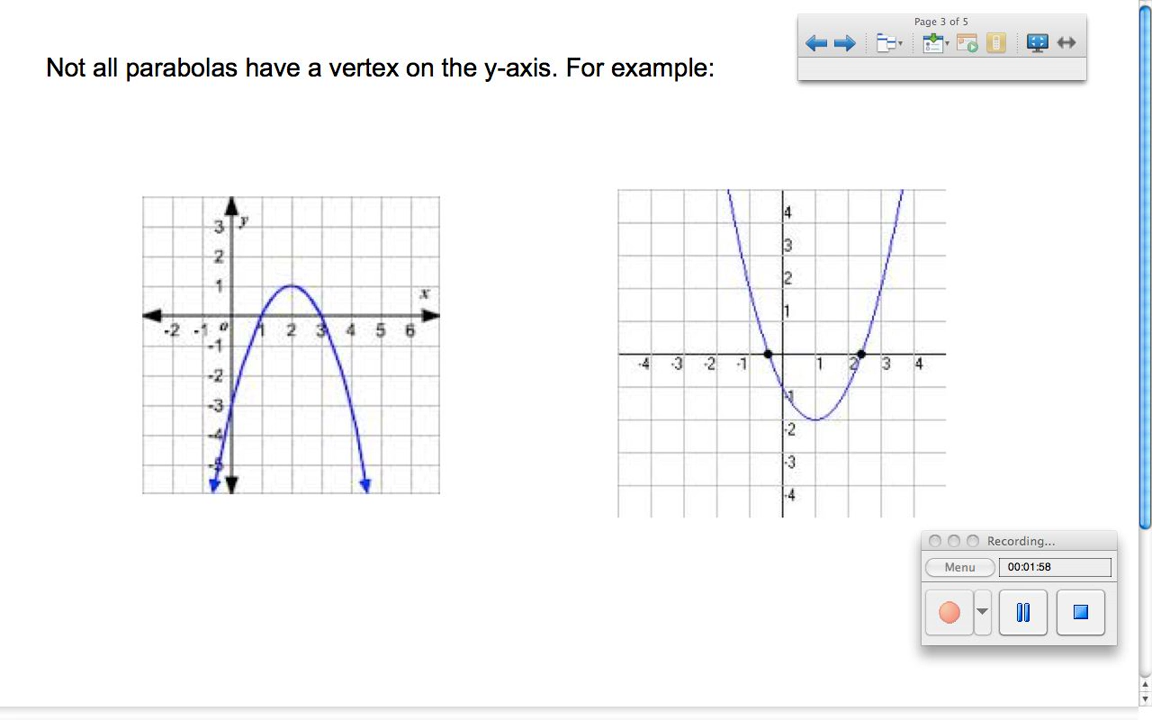 Page 3 of 5
Not all parabolas have a vertex on the y-axis. For example:
y
3
2
1
x
-2 -1 o 1 2 3 4 5 6
-1
-2
-3
-4
-5
4
3
2
1
-4 -3 -2 -1 1 2 3 4
-1
-2
-3
-4
Recording...
Menu 00:01:58